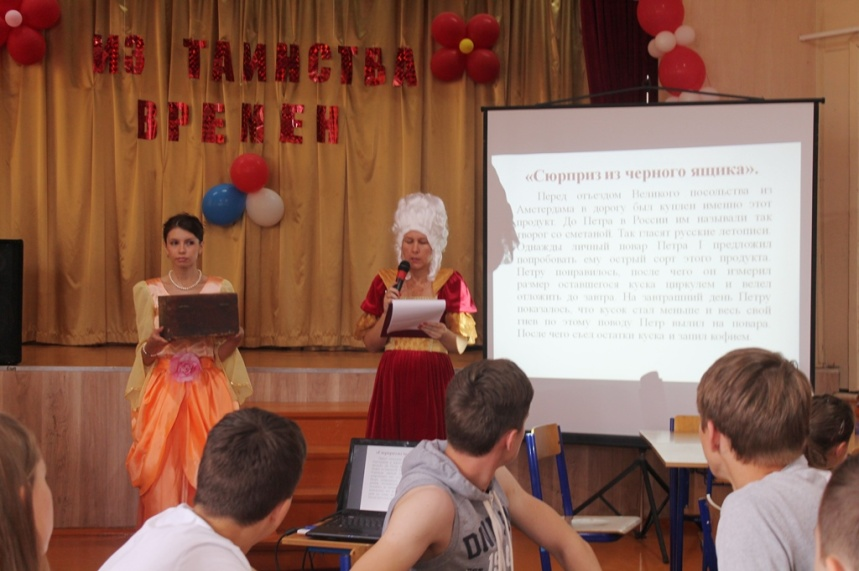 ИЗ ТАИНСТВА
ВРЕМЕН
«Сюрприз из черного ящика».
Перед отъездом Великого посольства из
Амстердама в дорогу был куплен именно этот
продукт. До Петра в России им называли так
творог со сметаной. Так гласят русские летописи.
Однажды личный повар Петра I предложил
попробовать ему острый сорт этого продукта.
Петру понравилось, после чего он измерил
размер оставшегося куска циркулем и велел
отложить до завтра. На завтрашний день Петру
показалось, что кусок стал меньше и весь свой
гнев по этому поводу Петр вылил на повара.
После чего съел остатки куска и запил кофием.